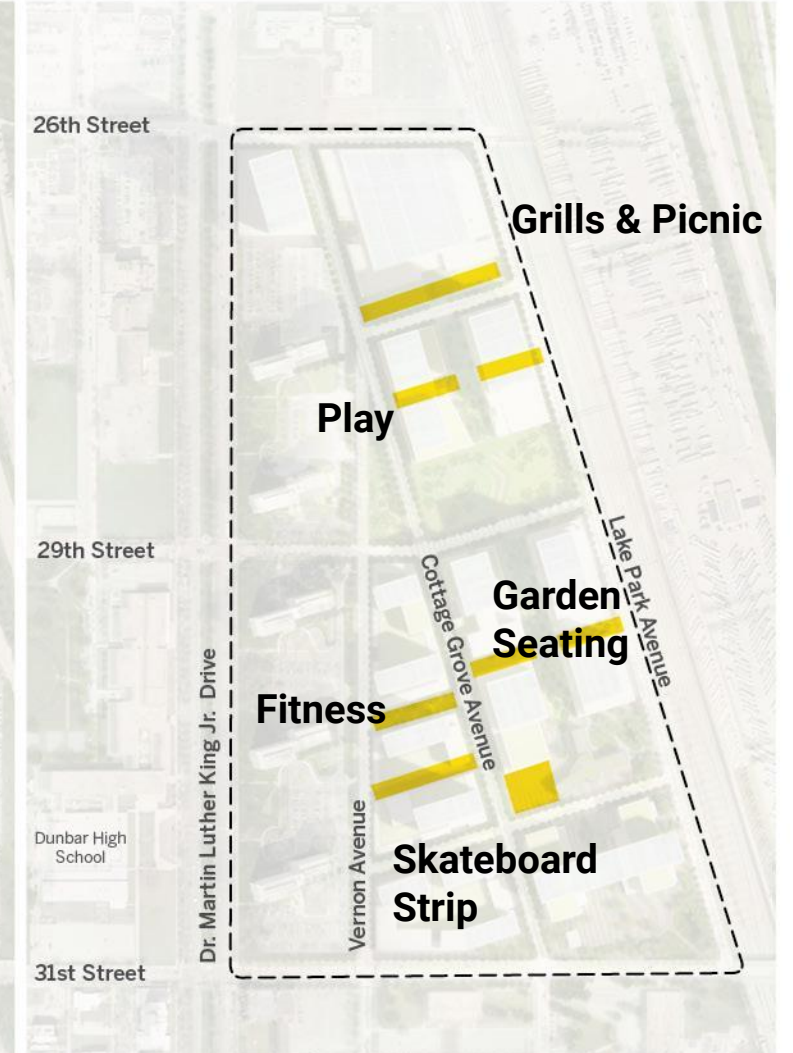 26th Street
Grills & Picnic
Play
29th Street
Lake Park Avenue
Cottage Grove Avenue
Garden
Seating
Fitness
Dr. Martin Luther King Jr. Drive
Vernon Avenue
Dunbar High
School
Skateboard
Strip
31st Street